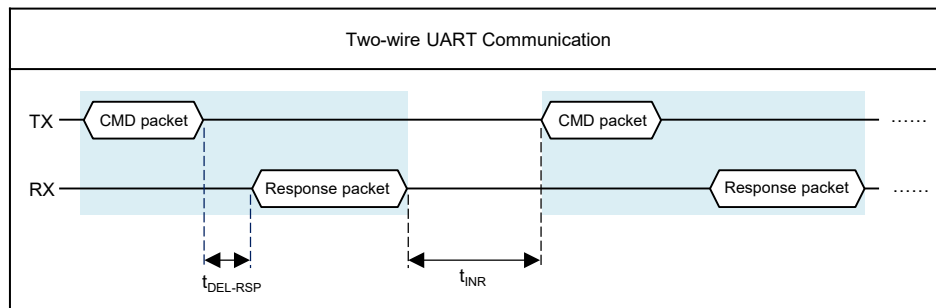 Two-wire UART Communication
TX CMD packet CMD packet ......
RX Response packet Response packet ......
tDEL-RSP tINR